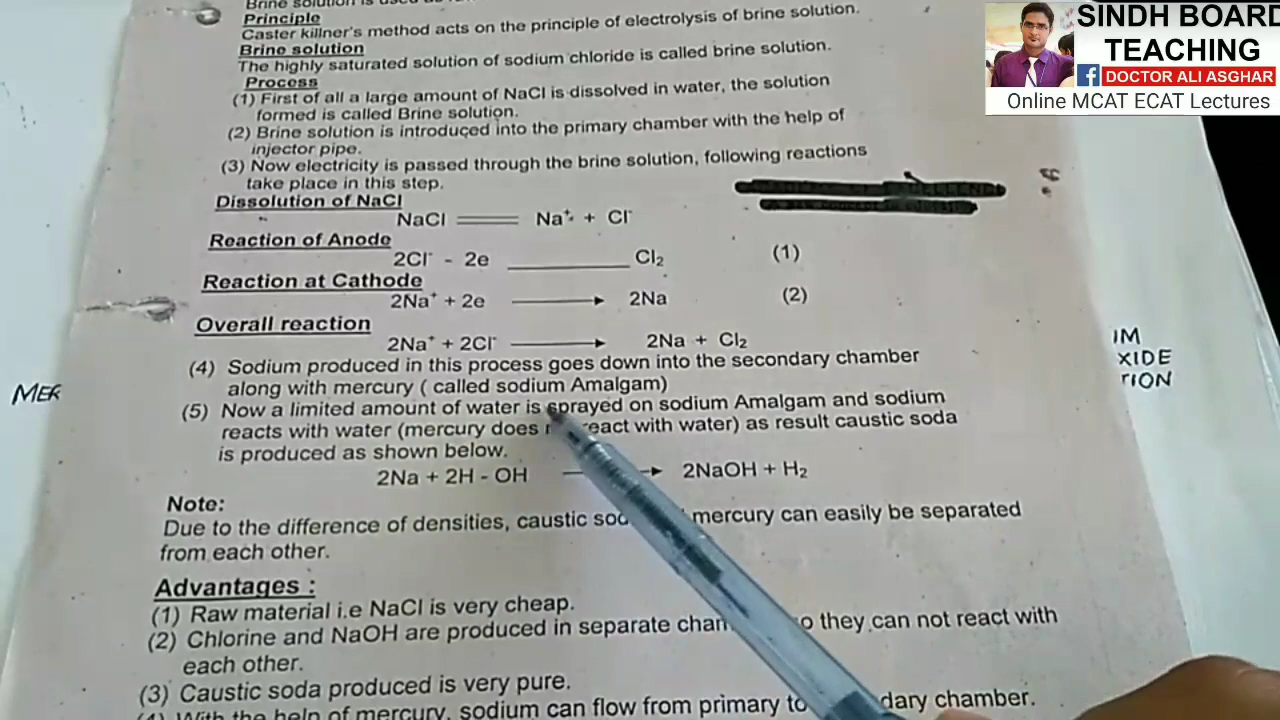 Brine solution is used as
Principle
Caster killner's method acts on the principle of electrolysis of brine solution.
Brine solution
The highly saturated solution of sodium chloride is called brine solution.
Process
(1) First of all a large amount of NaCl is dissolved in water, the solution
formed is called Brine solution.
(2) Brine solution is introduced into the primary chamber with the help of
injector pipe.
(3) Now electricity is passed through the brine solution, following reactions
take place in this step.
Dissolution of NaCl
NaCl ═══ Na⁺ + Cl⁻
Reaction of Anode
2Cl⁻ - 2e ______ Cl₂ (1)
Reaction at Cathode
2Na⁺ + 2e → 2Na (2)
Overall reaction
2Na⁺ + 2Cl⁻ → 2Na + Cl₂
(4) Sodium produced in this process goes down into the secondary chamber
along with mercury ( called sodium Amalgam)
(5) Now a limited amount of water is sprayed on sodium Amalgam and sodium
reacts with water (mercury does react with water) as result caustic soda
is produced as shown below.
2Na + 2H - OH → 2NaOH + H₂
Note:
Due to the difference of densities, caustic mercury can easily be separated
from each other.
Advantages :
(1) Raw material i.e NaCl is very cheap.
(2) Chlorine and NaOH are produced in separate they can not react with
each other.
(3) Caustic soda produced is very pure.
(4) With the help of mercury, sodium can flow from primary to chamber.
MER
IM
XIDE
TION
SINDH BOARD
TEACHING
DOCTOR ALI ASGHAR
Online MCAT ECAT Lectures